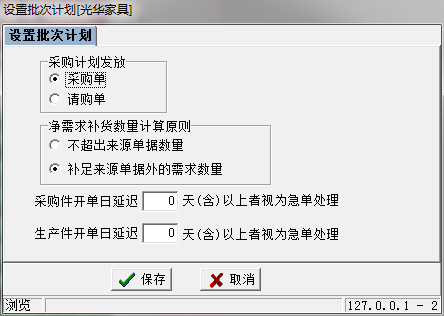 设置批次计划[光华家具]
设置批次计划
采购计划发放
采购单
请购单
净需求补货数量计算原则
不超出来源单据数量
补足来源单据外的需求数量
采购件开单日延迟 0 天(含)以上者视为急单处理
生产件开单日延迟 0 天(含)以上者视为急单处理
保存 取消
浏览 127.0.0.1 - 2